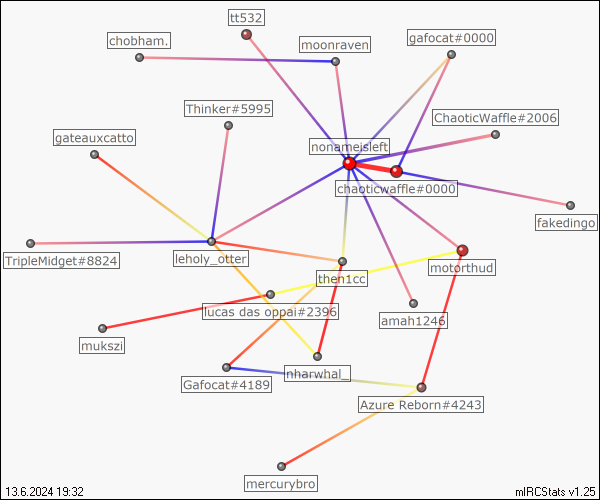 tt532
chobham.
moonraven
gafocat#0000
Thinker#5995
ChaoticWaffle#2006
gateauxcatto
nonameisleft
chaoticwaffle#0000
fakedingo
TripleMidget#8824
leholy_otter
motorthud
then1cc
lucas das oppai#2396
amah1246
mukszi
nharwhal_
Gafocat#4189
Azure Reborn#4243
mercurybro
13.6.2024 19:32
mIRCStats v1.25